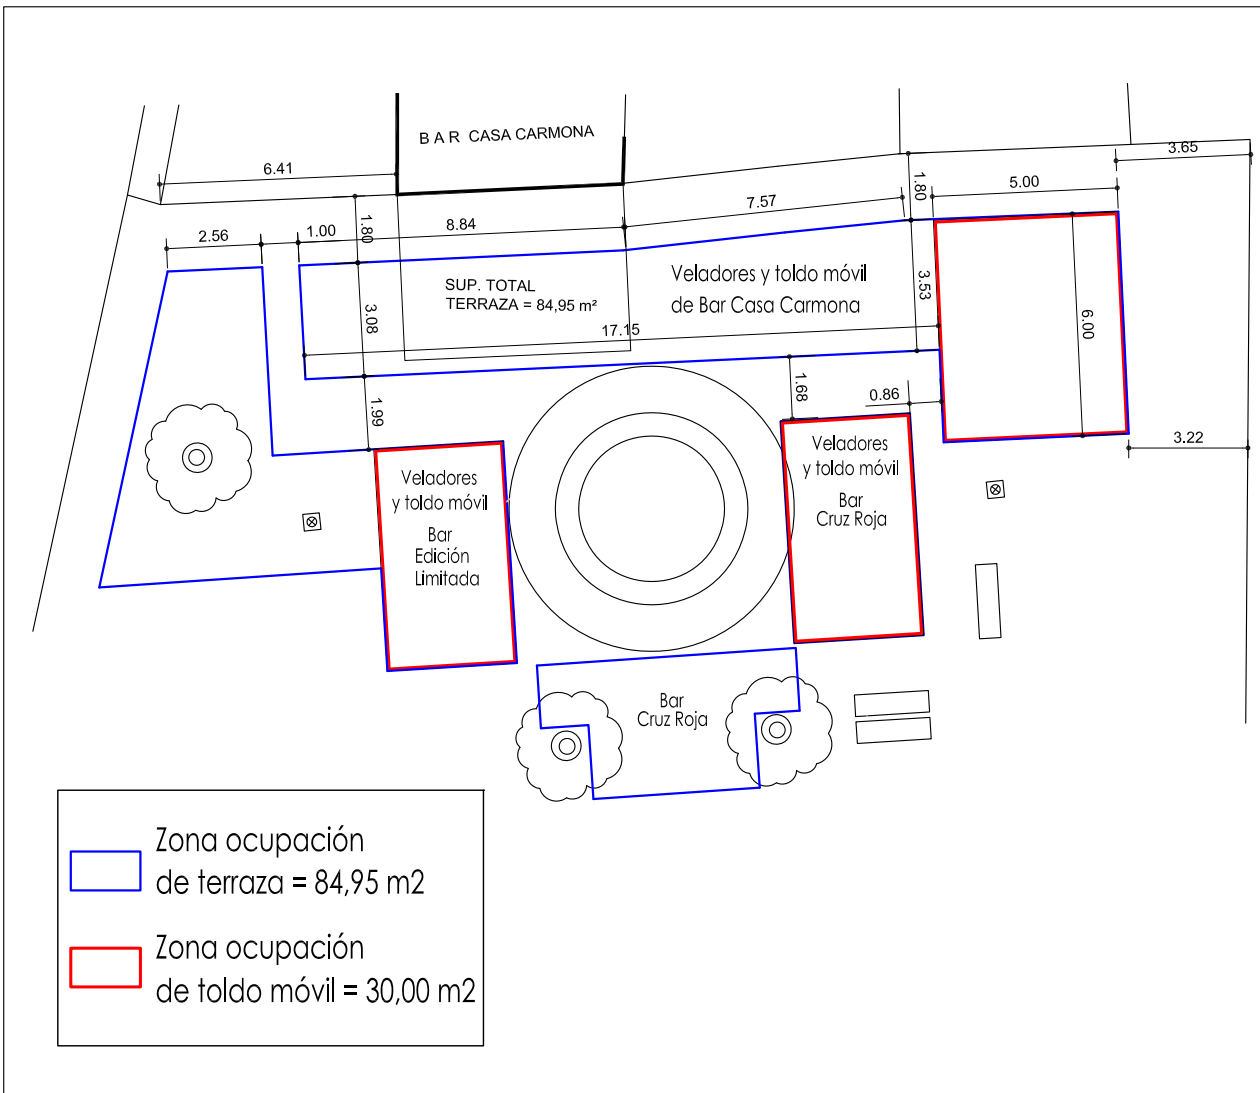 B A R CASA CARMONA
6.41
3.65
1.80
1.80
5.00
7.57
8.84
1.00
2.56
SUP. TOTAL
TERRAZA = 84,95 m²
Veladores y toldo móvil
de Bar Casa Carmona
3.08
3.53
6.00
17.15
1.99
1.68
0.86
3.22
Veladores
y toldo móvil
Bar
Edición
Limitada
Veladores
y toldo móvil
Bar
Cruz Roja
Bar
Cruz Roja
Zona ocupación
de terraza = 84,95 m2
Zona ocupación
de toldo móvil = 30,00 m2